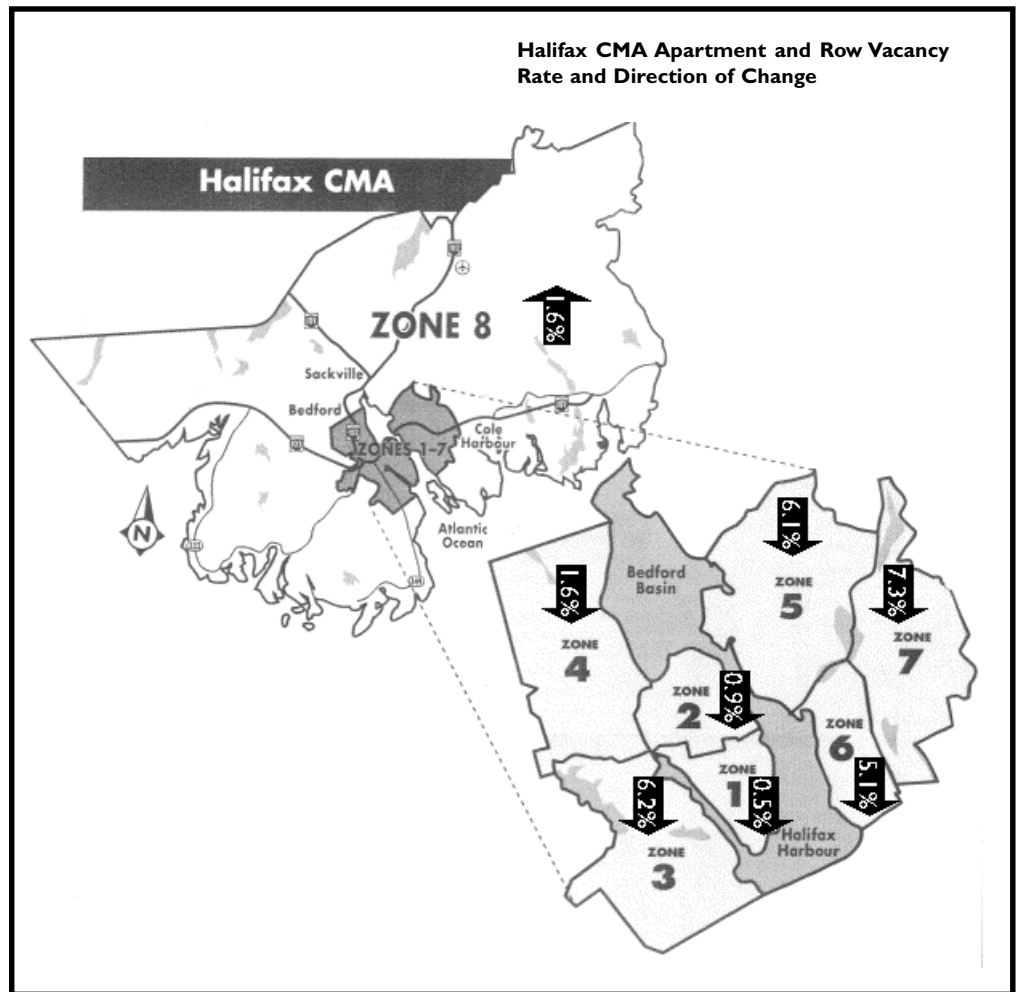 Halifax CMA Apartment and Row Vacancy
Rate and Direction of Change
Halifax CMA
ZONE 8
1.6%
Sackville
Bedford
ZONES 1-7
Cole
Harbour
Atlantic
Ocean
N
Bedford
Basin
6.1%
ZONE
5
1.6%
ZONE
4
7.3%
ZONE
7
ZONE
2
0.9%
ZONE
6
5.1%
ZONE
1
0.5%
6.2%
ZONE
3
Halifax
Harbour